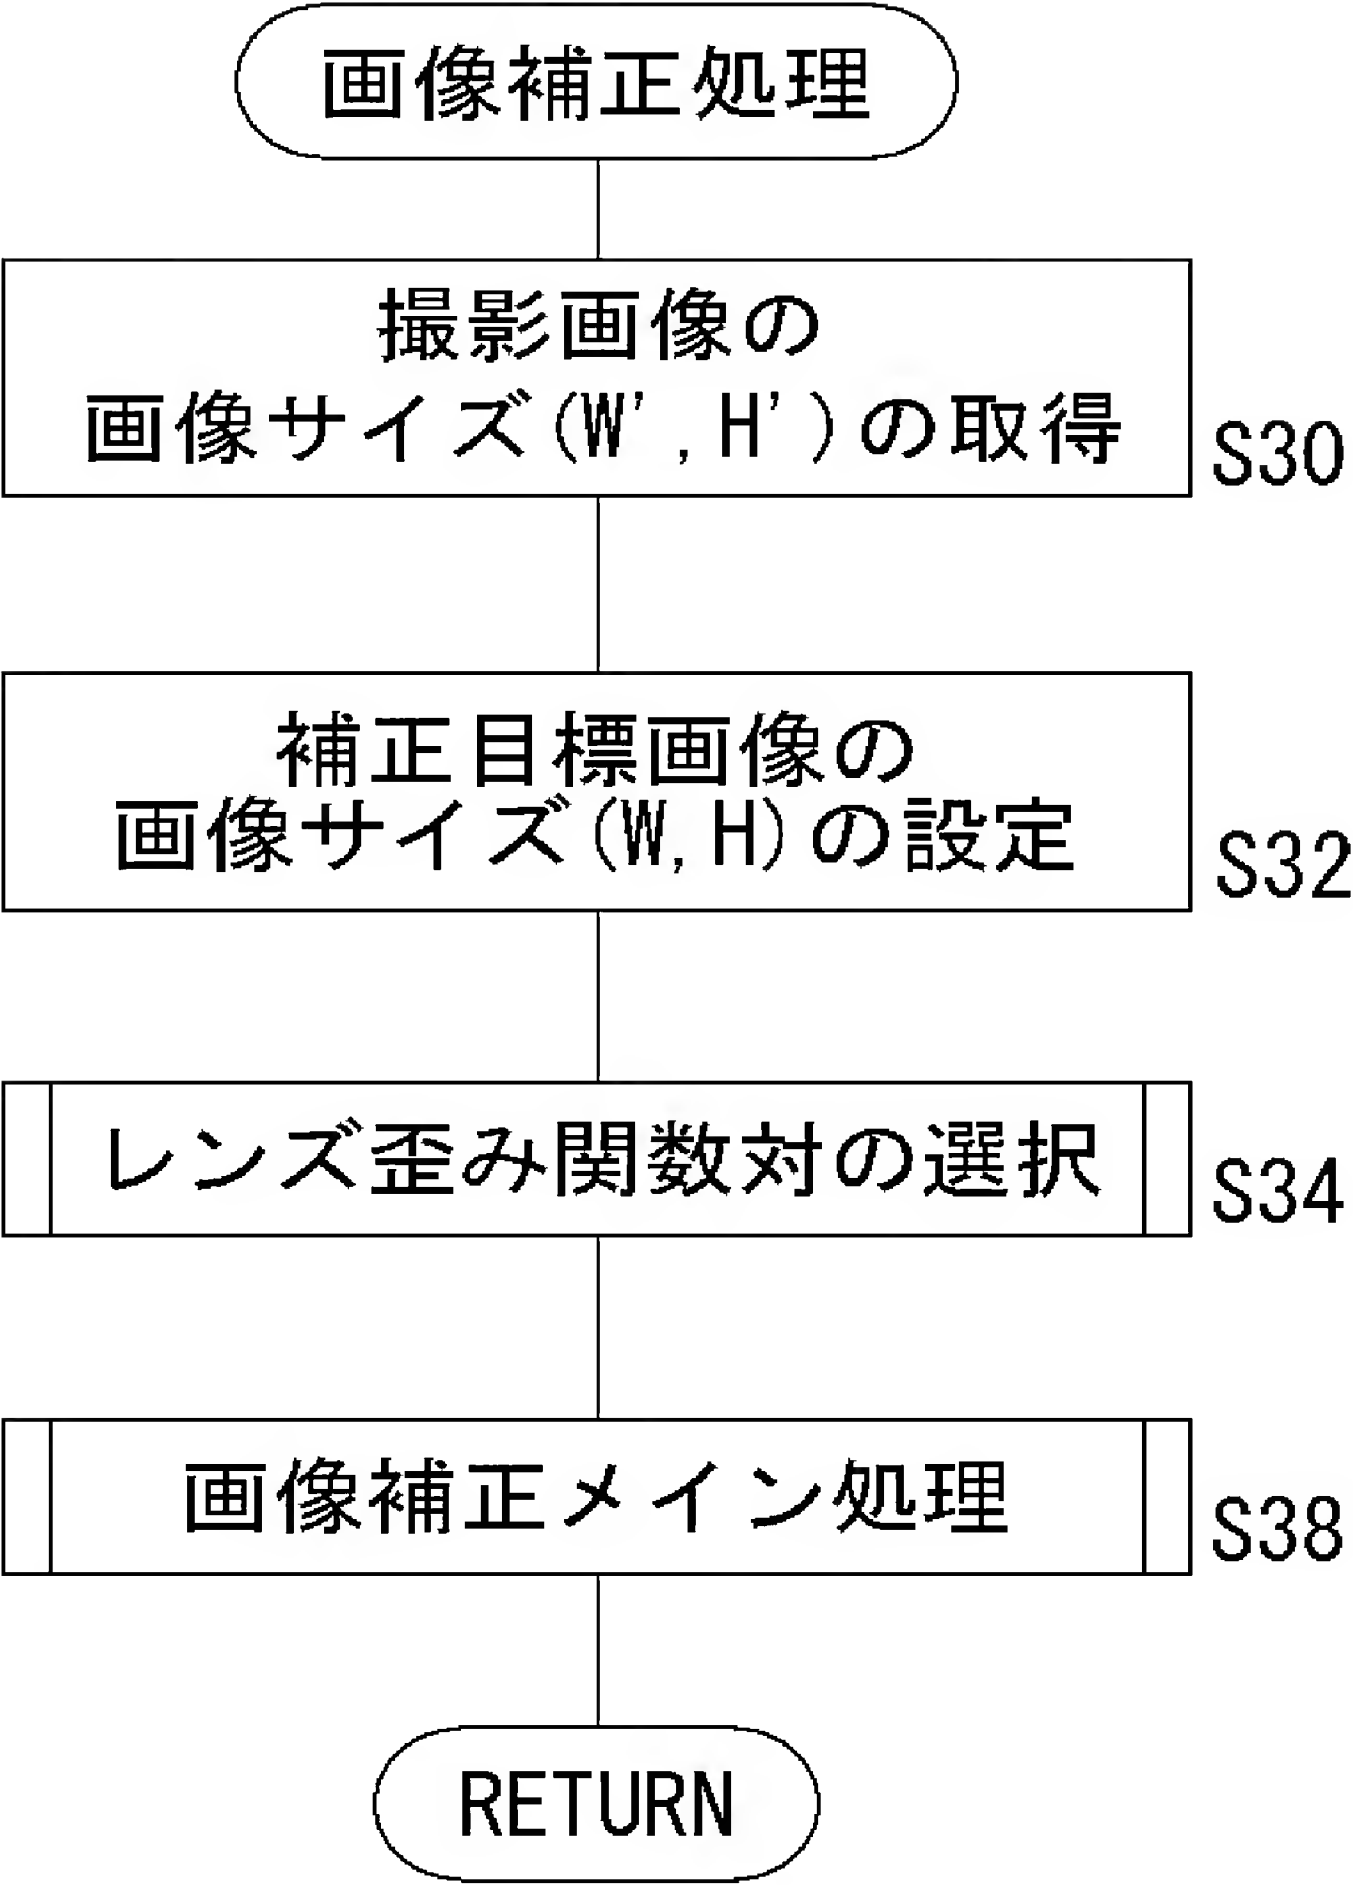 画像補正処理
撮影画像の
画像サイズ(W',H')の取得
S30
補正目標画像の
画像サイズ(W,H)の設定
S32
レンズ歪み関数対の選択
S34
画像補正メイン処理
S38
RETURN